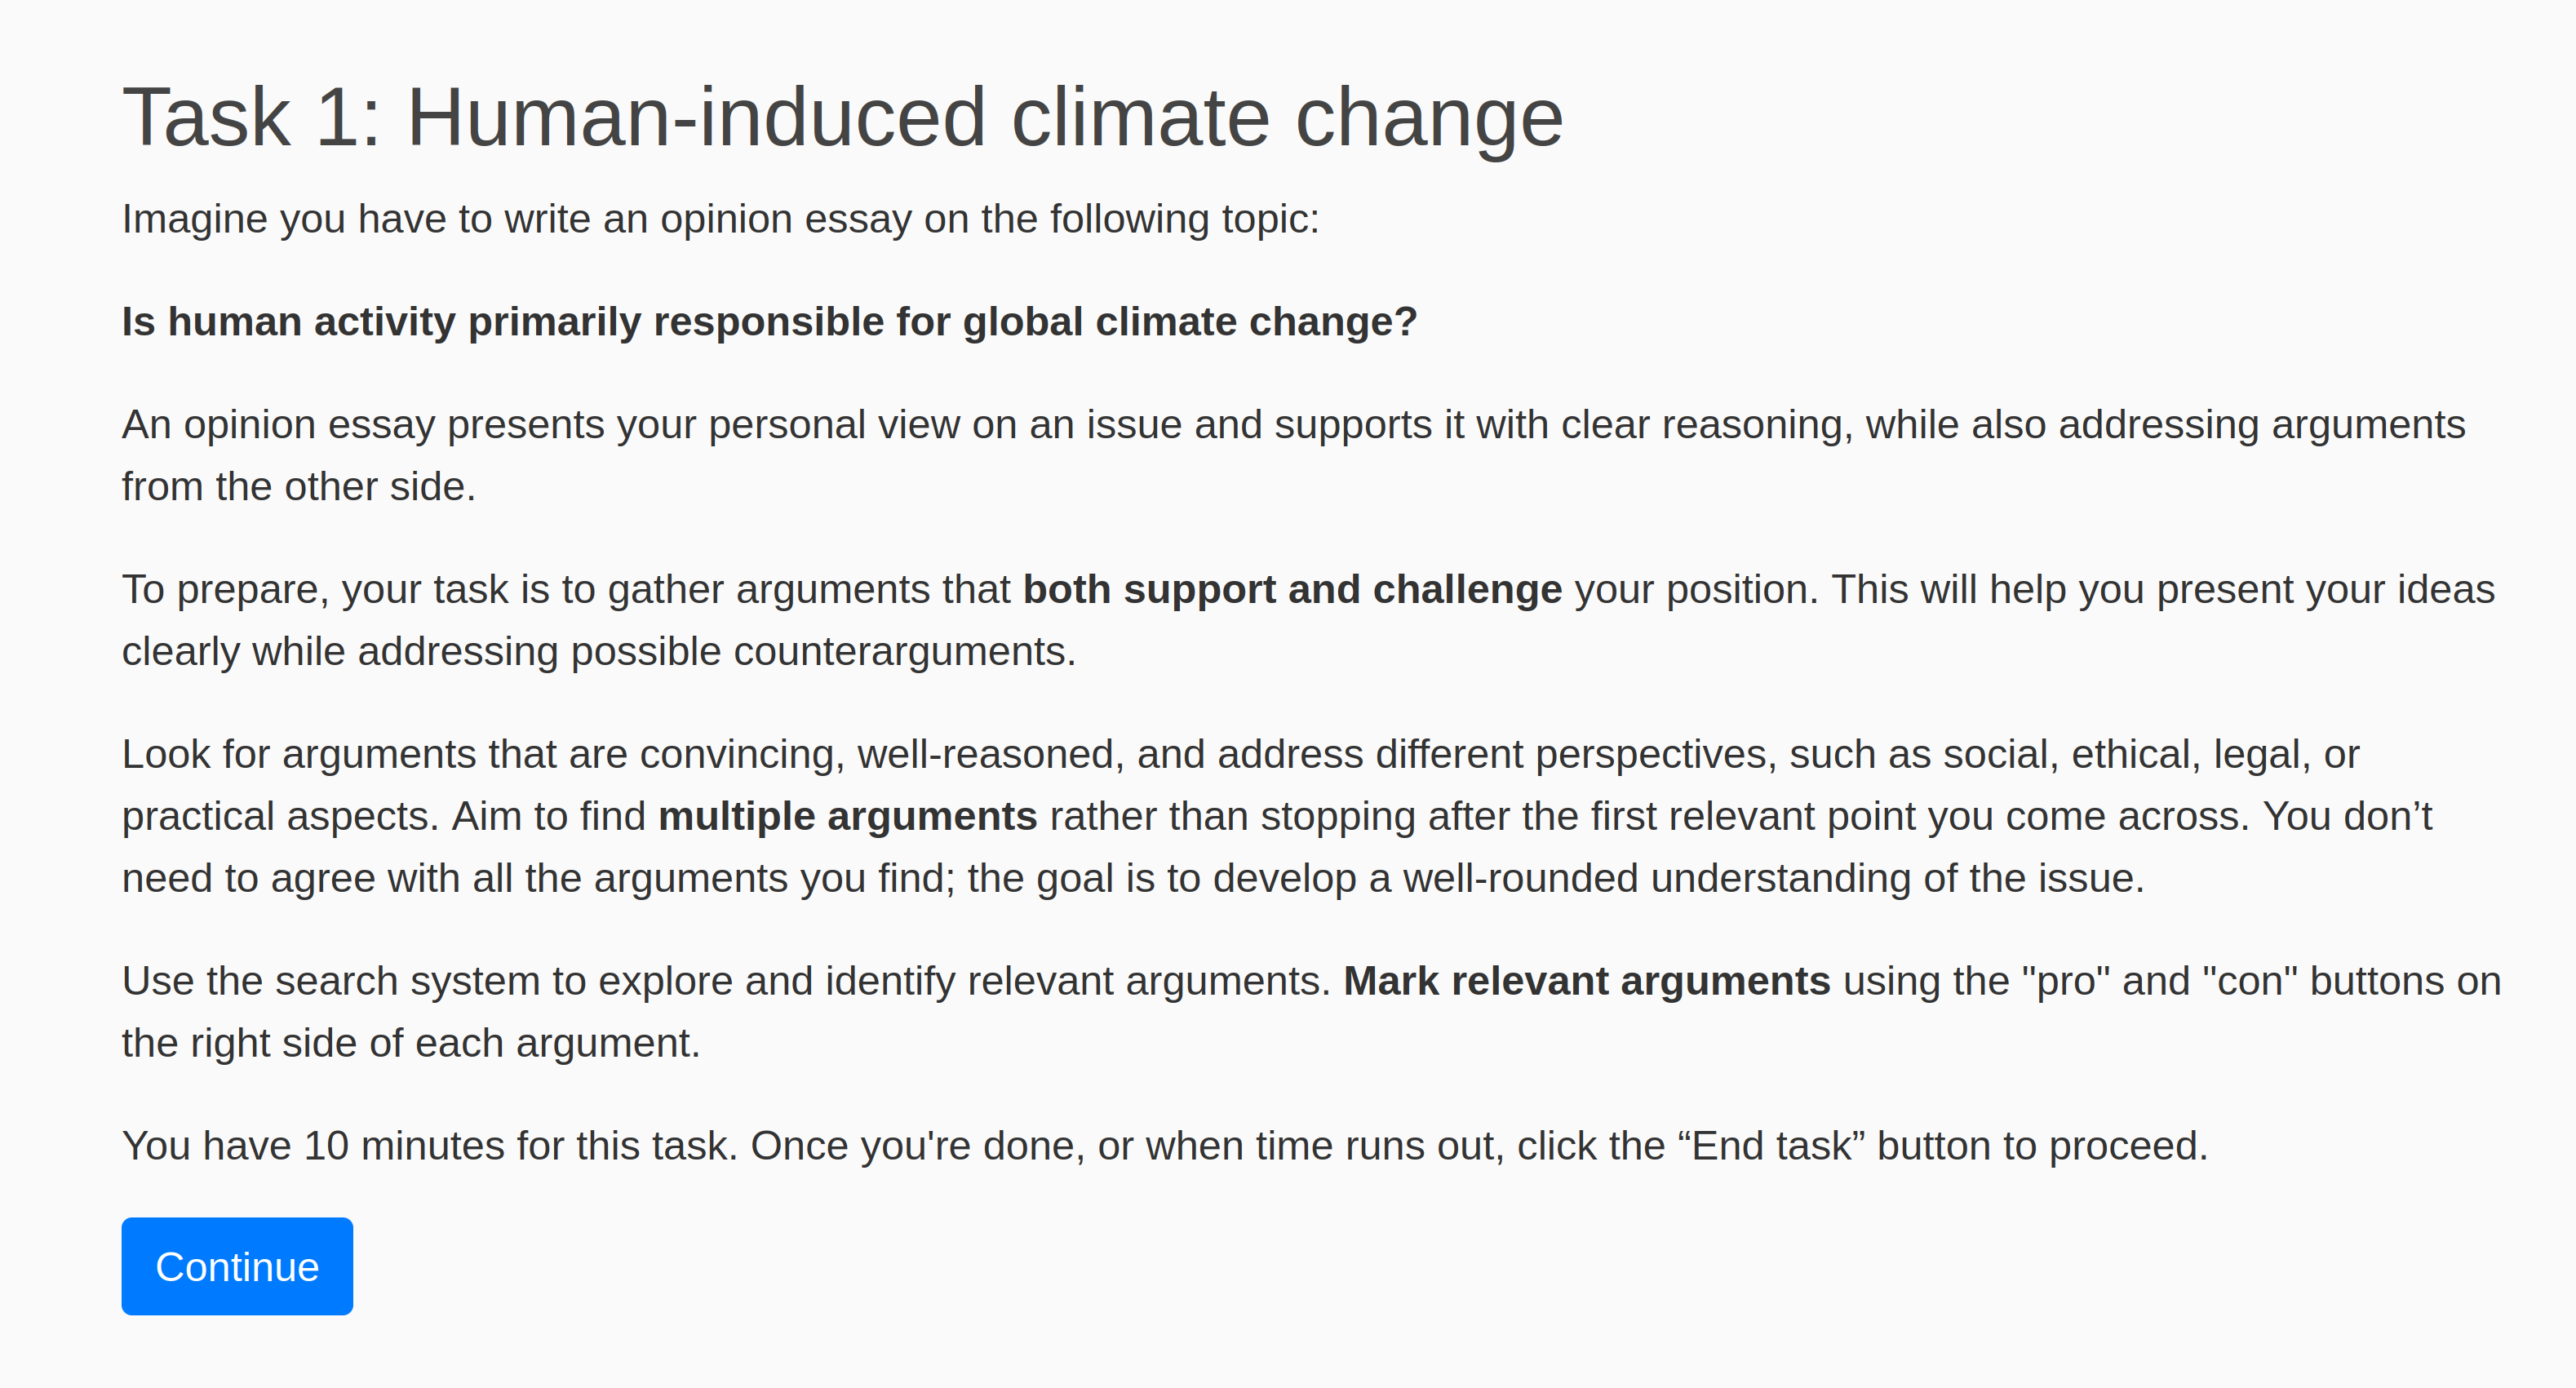 Task 1: Human-induced climate change
Imagine you have to write an opinion essay on the following topic:
Is human activity primarily responsible for global climate change?
An opinion essay presents your personal view on an issue and supports it with clear reasoning, while also addressing arguments
from the other side.
To prepare, your task is to gather arguments that both support and challenge your position. This will help you present your ideas
clearly while addressing possible counterarguments.
Look for arguments that are convincing, well-reasoned, and address different perspectives, such as social, ethical, legal, or
practical aspects. Aim to find multiple arguments rather than stopping after the first relevant point you come across. You don’t
need to agree with all the arguments you find; the goal is to develop a well-rounded understanding of the issue.
Use the search system to explore and identify relevant arguments. Mark relevant arguments using the "pro" and "con" buttons on
the right side of each argument.
You have 10 minutes for this task. Once you're done, or when time runs out, click the “End task” button to proceed.
Continue